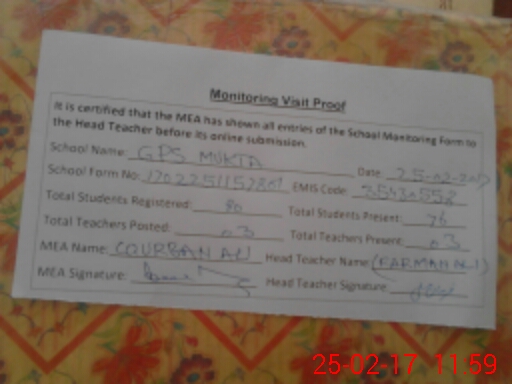 Monitoring Visit Proof
It is certified that the MEA has shown all entries of the School Monitoring Form to
the Head Teacher before its online submission.
School Name: GPS MUKTA Date: 25-02-2017
School Form No: EMIS Code:
Total Students Registered: 80 Total Students Present: 76
Total Teachers Posted: 03 Total Teachers Present: 03
MEA Name: QURBAN ALI Head Teacher Name: (FARMAN ALI)
MEA Signature: Head Teacher Signature:
25-02-17 11:59